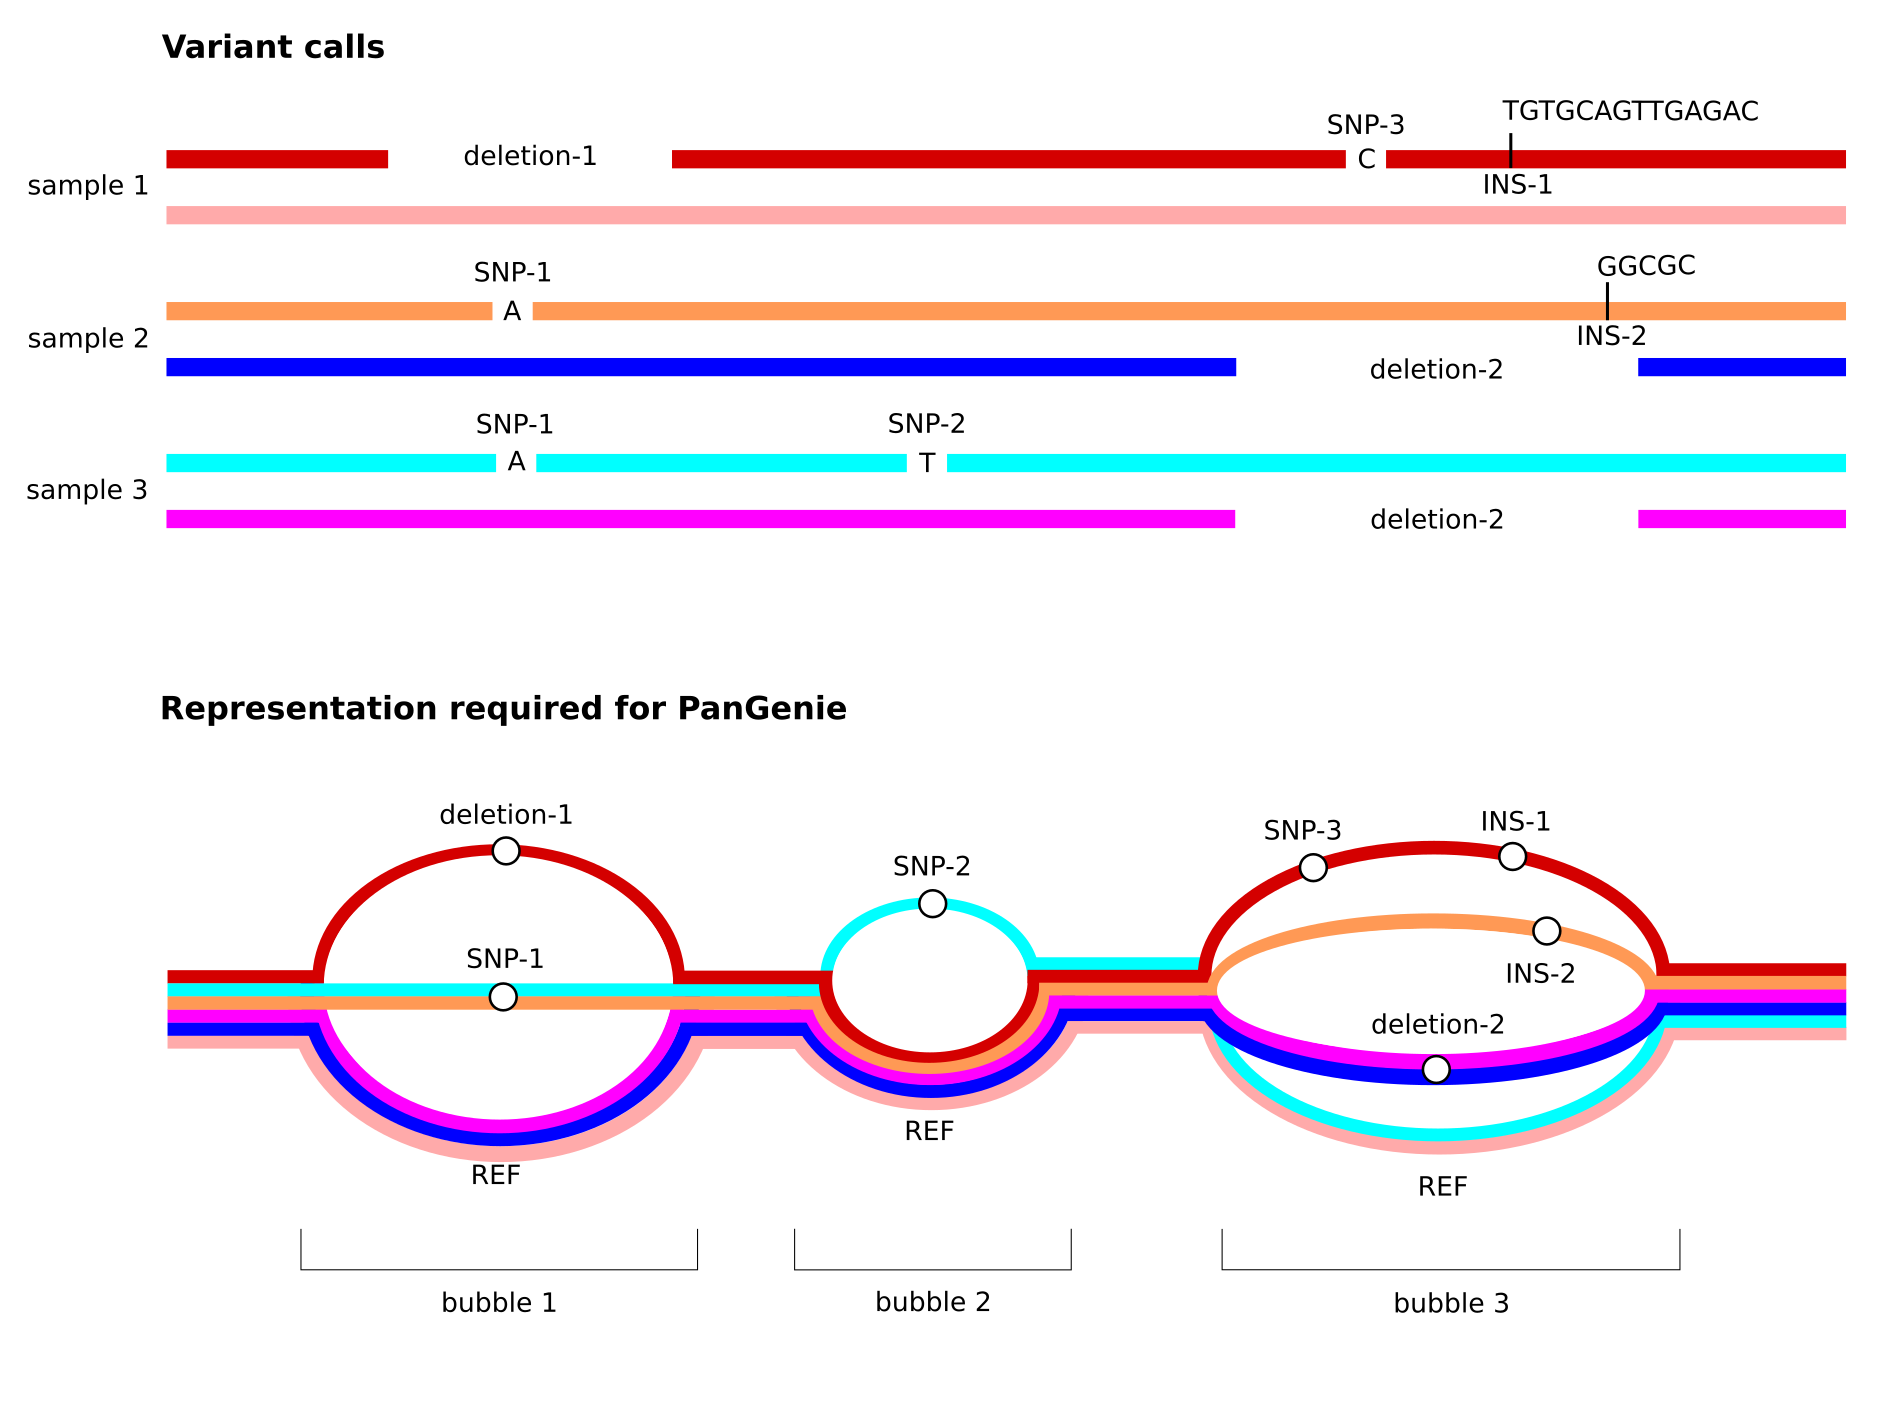 Variant calls
TGTGCAGTTGAGAC
SNP-3
deletion-1
C
sample 1
INS-1
GGCGC
SNP-1
A
sample 2
INS-2
deletion-2
SNP-1
SNP-2
A
T
sample 3
deletion-2
Representation required for PanGenie
deletion-1
SNP-2
SNP-3
INS-1
SNP-1
INS-2
deletion-2
REF
REF
REF
bubble 1
bubble 2
bubble 3